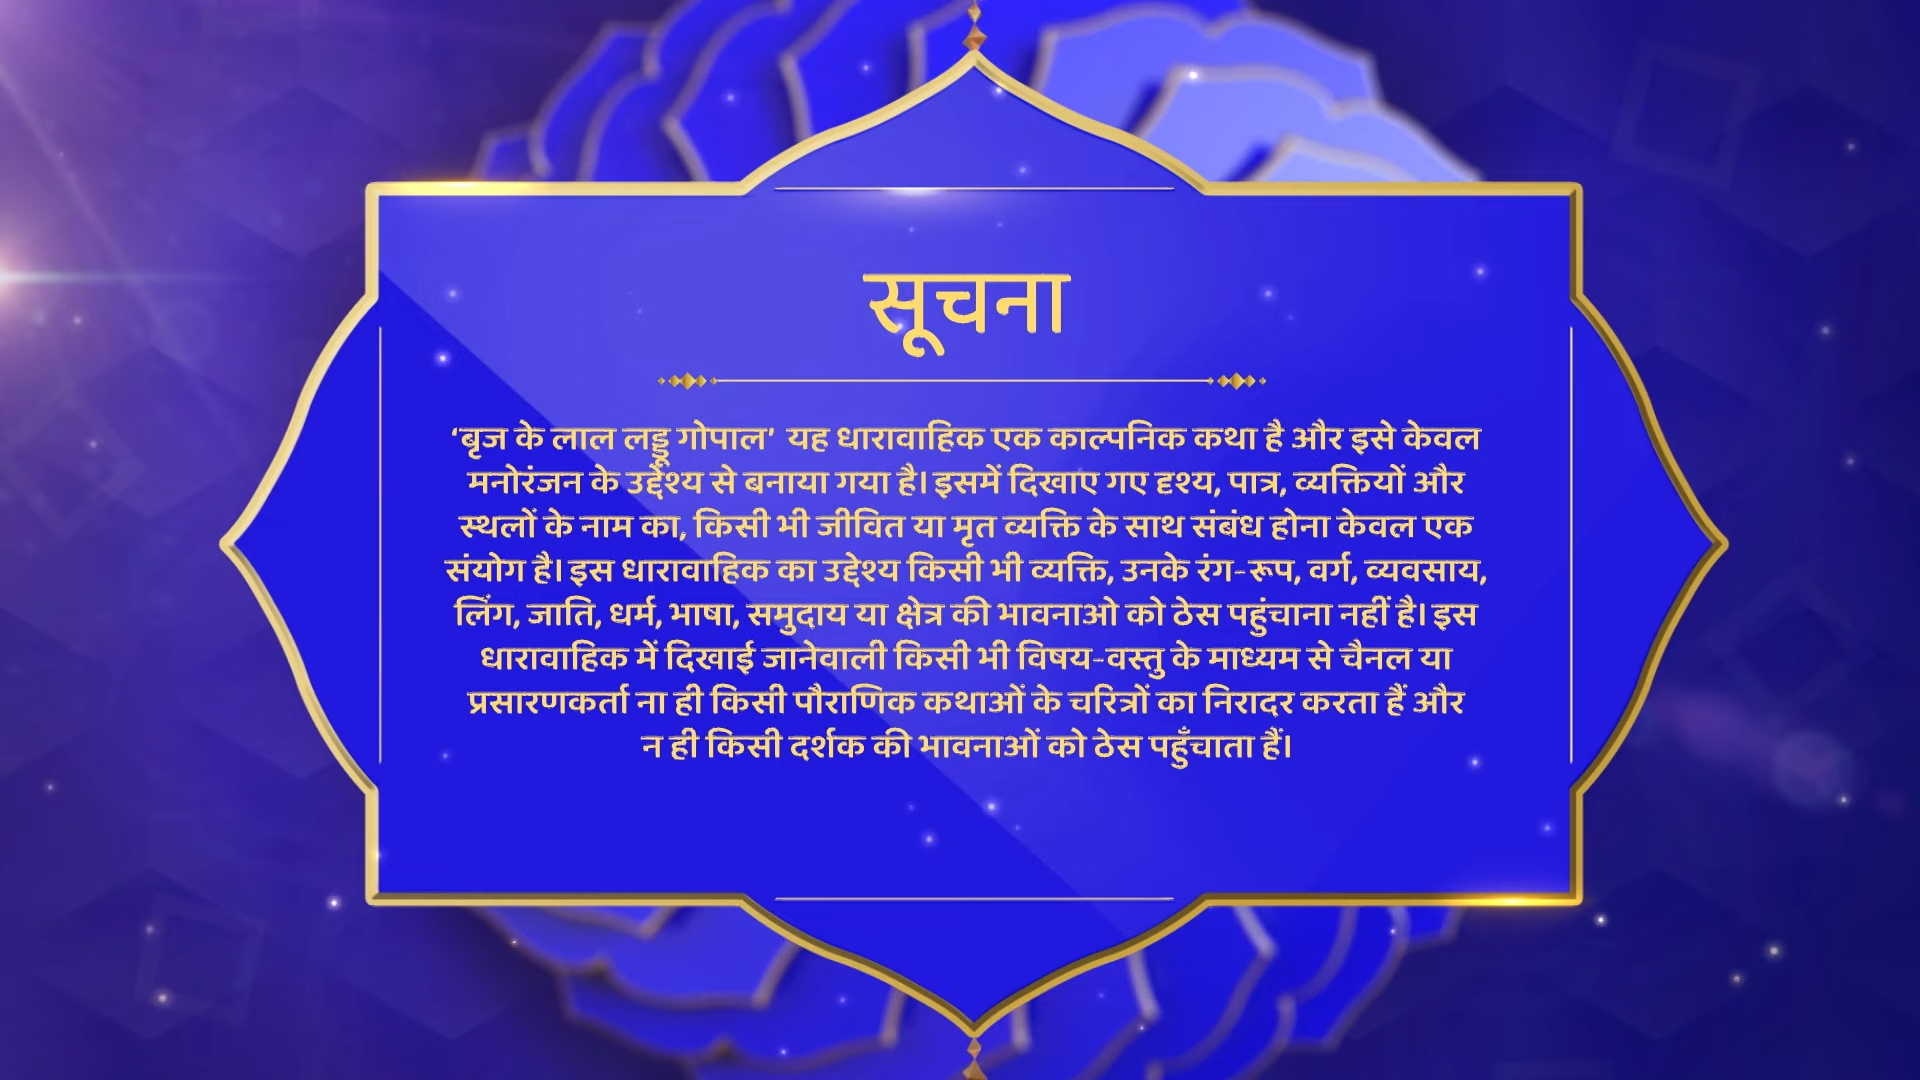 सूचना
‘बृज के लाल लड्डू गोपाल’ यह धारावाहिक एक काल्पनिक कथा है और इसे केवल
मनोरंजन के उद्देश्य से बनाया गया है। इसमें दिखाए गए दृश्य, पात्र, व्यक्तियों और
स्थलों के नाम का, किसी भी जीवित या मृत व्यक्ति के साथ संबंध होना केवल एक
संयोग है। इस धारावाहिक का उद्देश्य किसी भी व्यक्ति, उनके रंग-रूप, वर्ग, व्यवसाय,
लिंग, जाति, धर्म, भाषा, समुदाय या क्षेत्र की भावनाओ को ठेस पहुंचाना नहीं है। इस
धारावाहिक में दिखाई जानेवाली किसी भी विषय-वस्तु के माध्यम से चैनल या
प्रसारणकर्ता ना ही किसी पौराणिक कथाओं के चरित्रों का निरादर करता हैं और
न ही किसी दर्शक की भावनाओं को ठेस पहुँचाता हैं।